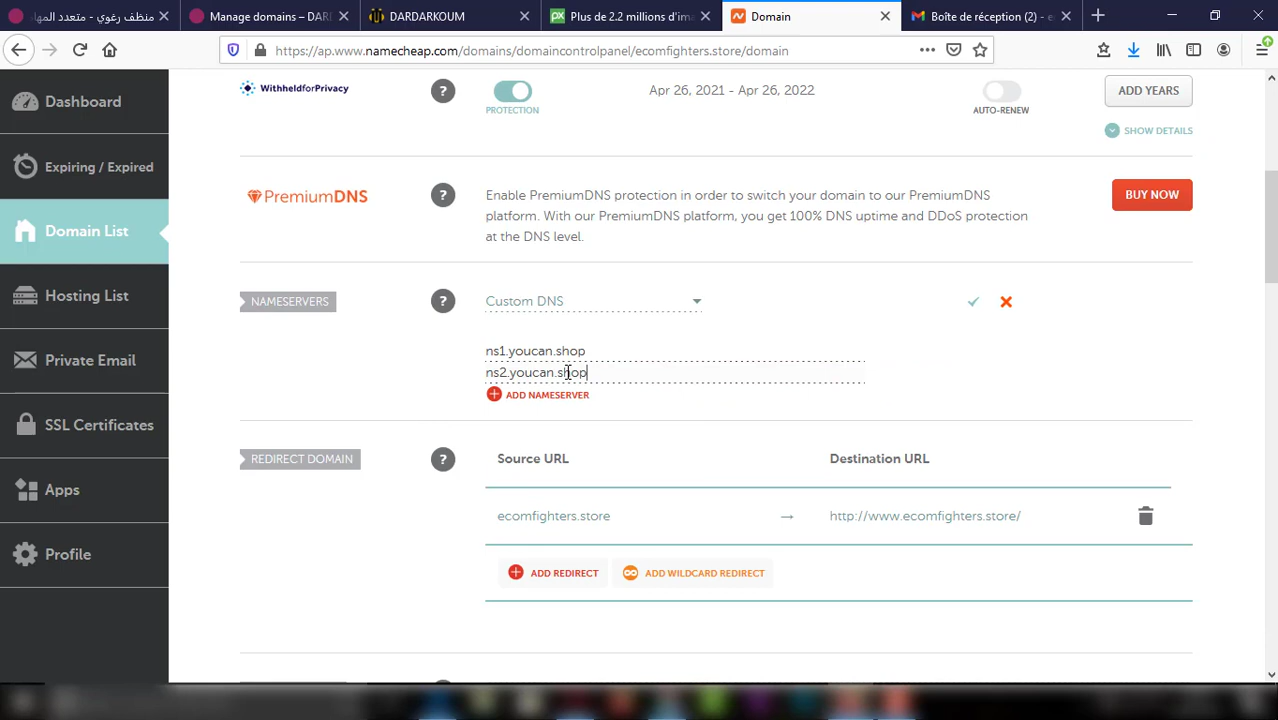 منظف رغوي - متعدد المها
Manage domains – DAR
DARDARKOUM
Plus de 2.2 millions d'ima
Domain
Boîte de réception (2) - e
https://ap.www.namecheap.com/domains/domaincontrolpanel/ecomfighters.store/domain
Dashboard
Expiring / Expired
Domain List
Hosting List
Private Email
SSL Certificates
Apps
Profile
WithheldforPrivacy
?
PROTECTION
Apr 26, 2021 - Apr 26, 2022
AUTO-RENEW
ADD YEARS
SHOW DETAILS
PremiumDNS
?
Enable PremiumDNS protection in order to switch your domain to our PremiumDNS
platform. With our PremiumDNS platform, you get 100% DNS uptime and DDoS protection
at the DNS level.
BUY NOW
NAMESERVERS
?
Custom DNS
ns1.youcan.shop
ns2.youcan.shop
ADD NAMESERVER
REDIRECT DOMAIN
?
Source URL
Destination URL
ecomfighters.store
→
http://www.ecomfighters.store/
ADD REDIRECT
ADD WILDCARD REDIRECT